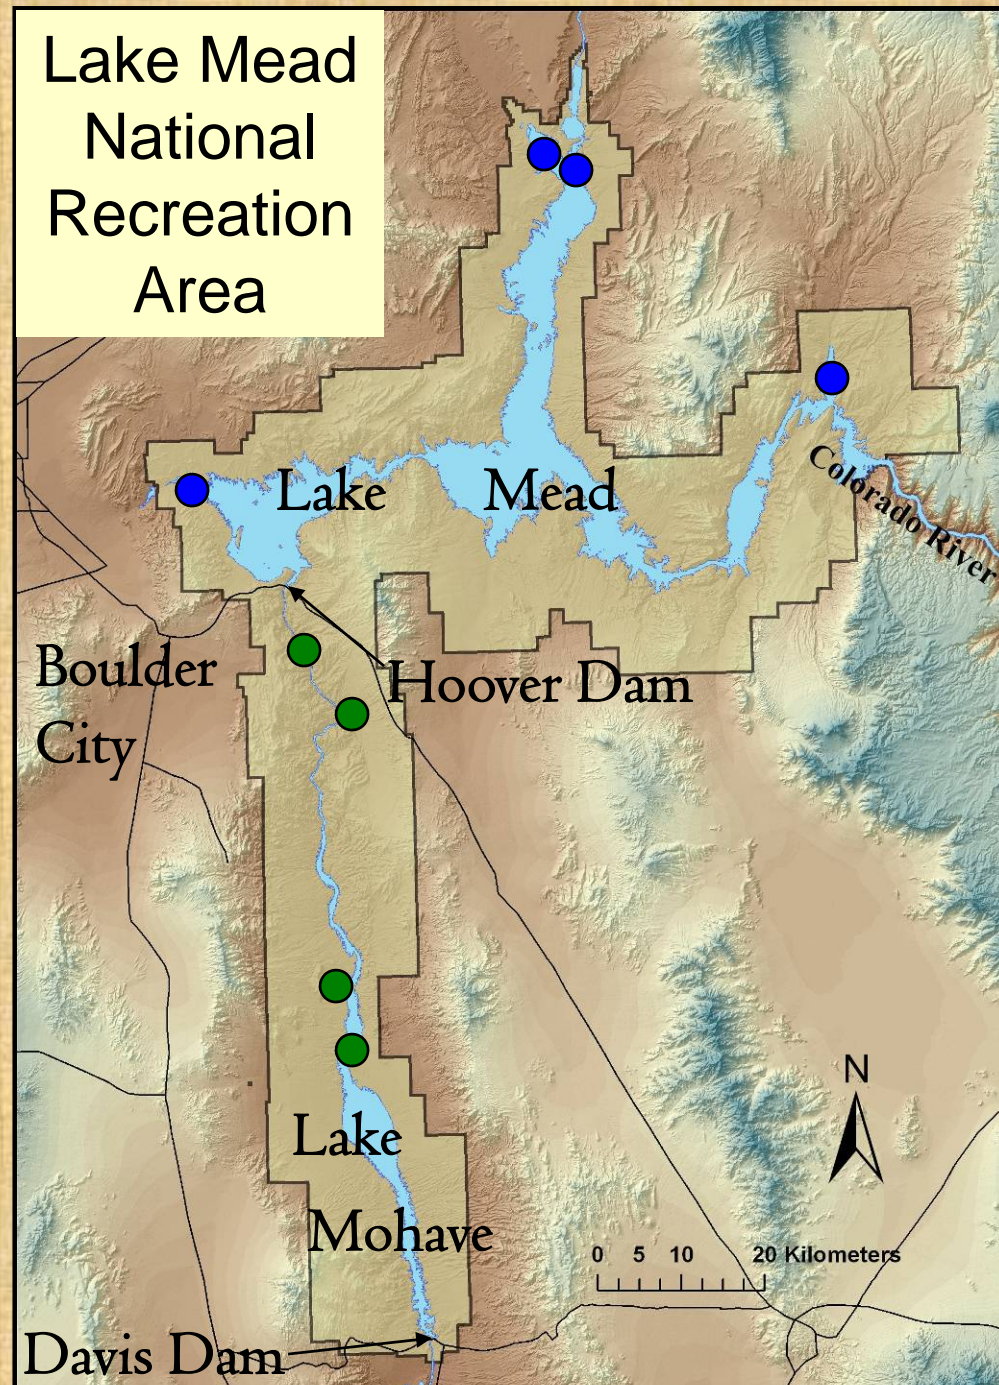 Lake Mead
National
Recreation
Area
Lake Mead
Colorado River
Boulder
City
Hoover Dam
N
Lake
Mohave
0 5 10 20 Kilometers
Davis Dam